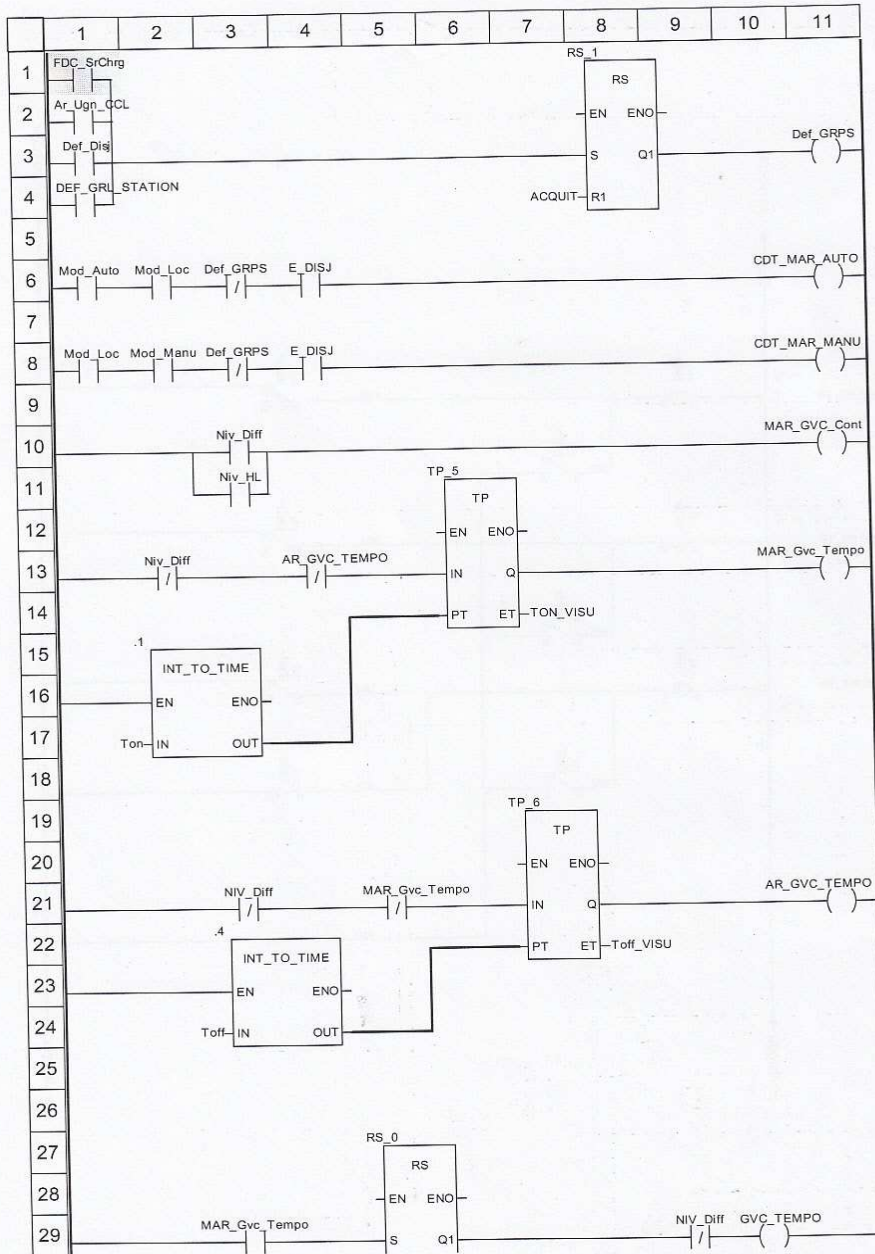 1 2 3 4 5 6 7 8 9 10 11
1 FDC_SrChrg RS_1
RS
2 Ar_Ugn_CCL EN ENO
3 Def_Disj S Q1 Def_GRPS
4 DEF_GRL_STATION ACQUIT R1
5
6 Mod_Auto Mod_Loc Def_GRPS E_DISJ CDT_MAR_AUTO
7
8 Mod_Loc Mod_Manu Def_GRPS E_DISJ CDT_MAR_MANU
9
10 Niv_Diff MAR_GVC_Cont
11 Niv_HL TP_5
TP
12 EN ENO
13 Niv_Diff AR_GVC_TEMPO IN Q MAR_Gvc_Tempo
14 PT ET TON_VISU
15 .1
INT_TO_TIME
16 EN ENO
17 Ton IN OUT
18
19 TP_6
TP
20 EN ENO
21 NIV_Diff MAR_Gvc_Tempo IN Q AR_GVC_TEMPO
22 .4 PT ET Toff_VISU
INT_TO_TIME
23 EN ENO
24 Toff IN OUT
25
26
27 RS_0
RS
28 EN ENO
29 MAR_Gvc_Tempo S Q1 NIV_Diff GVC_TEMPO